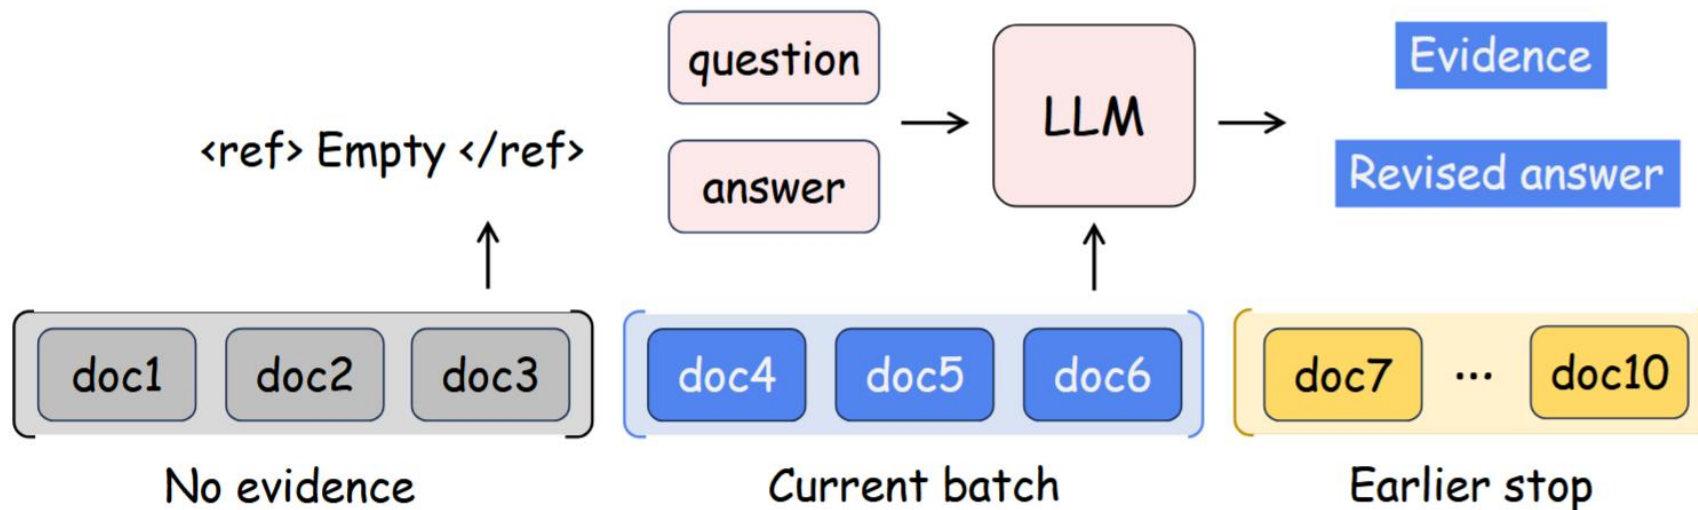 question
Evidence
LLM
<ref> Empty </ref>
answer
Revised answer
doc1 doc2 doc3 doc4 doc5 doc6 doc7 ... doc10
No evidence Current batch Earlier stop